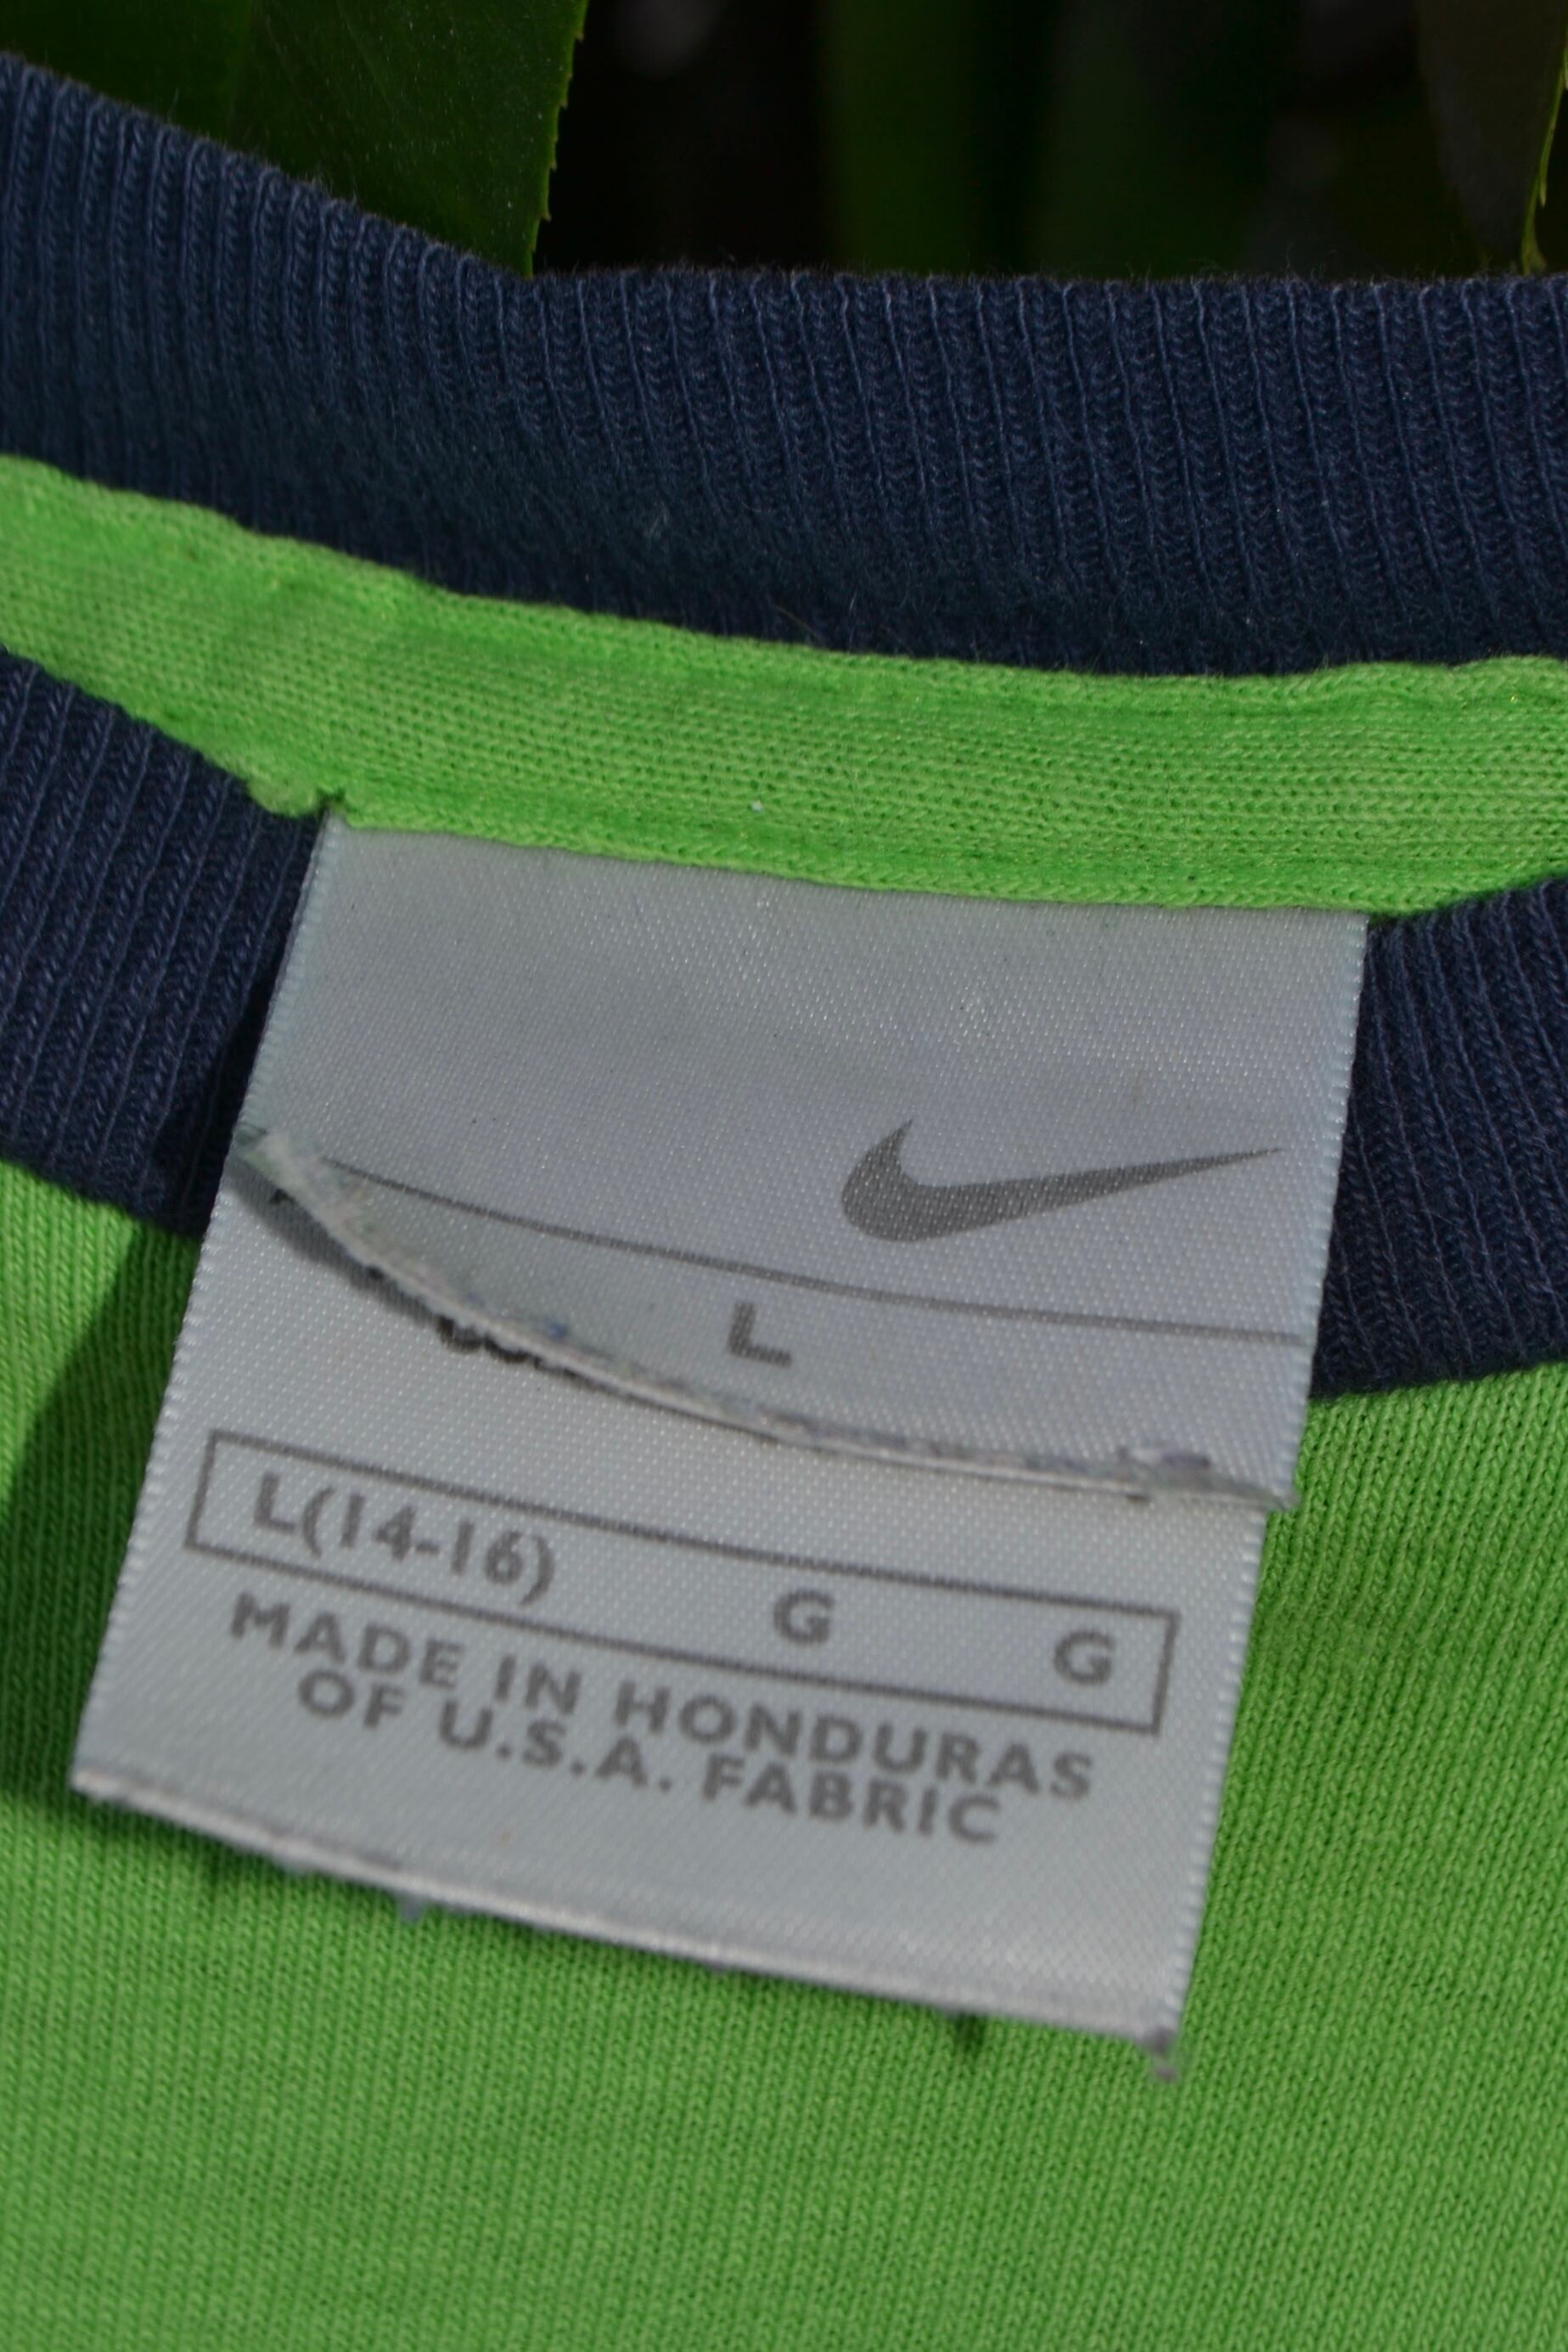 L
L(14-16) G G
MADE IN HONDURAS
OF U.S.A. FABRIC